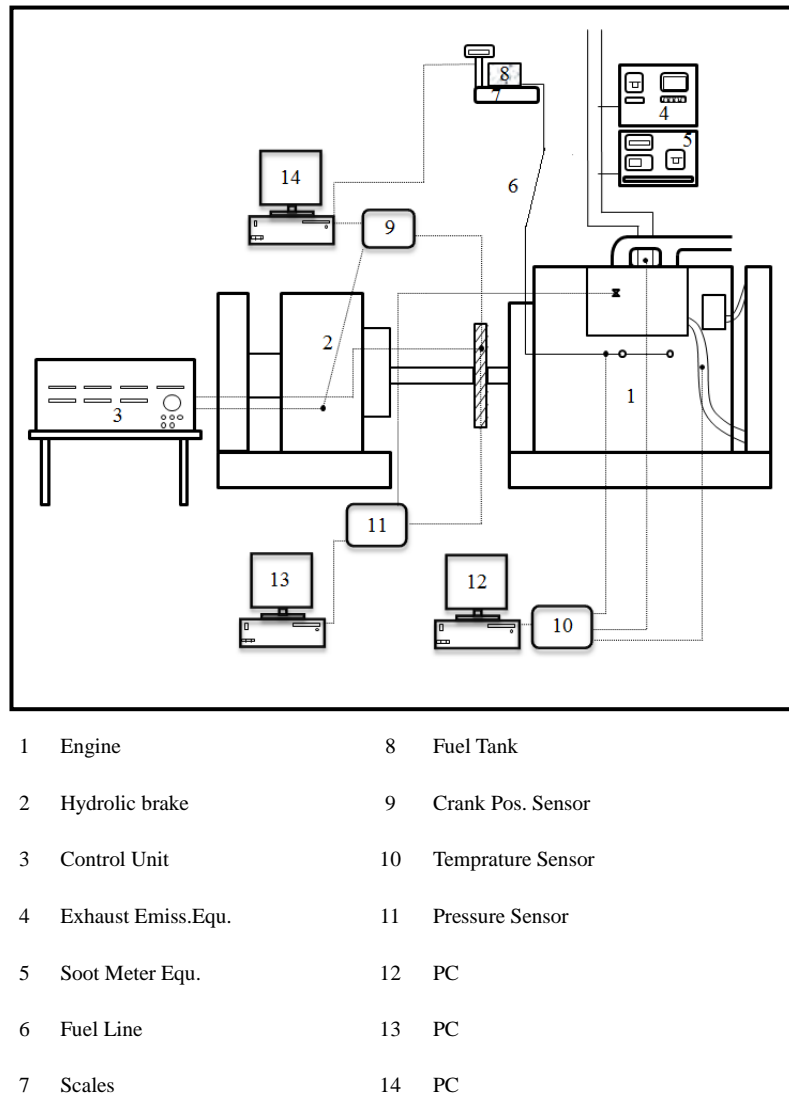 8
7
4
5
14
6
9
2
3
1
11
13
12
10
1 Engine 8 Fuel Tank
2 Hydrolic brake 9 Crank Pos. Sensor
3 Control Unit 10 Temprature Sensor
4 Exhaust Emiss.Equ. 11 Pressure Sensor
5 Soot Meter Equ. 12 PC
6 Fuel Line 13 PC
7 Scales 14 PC